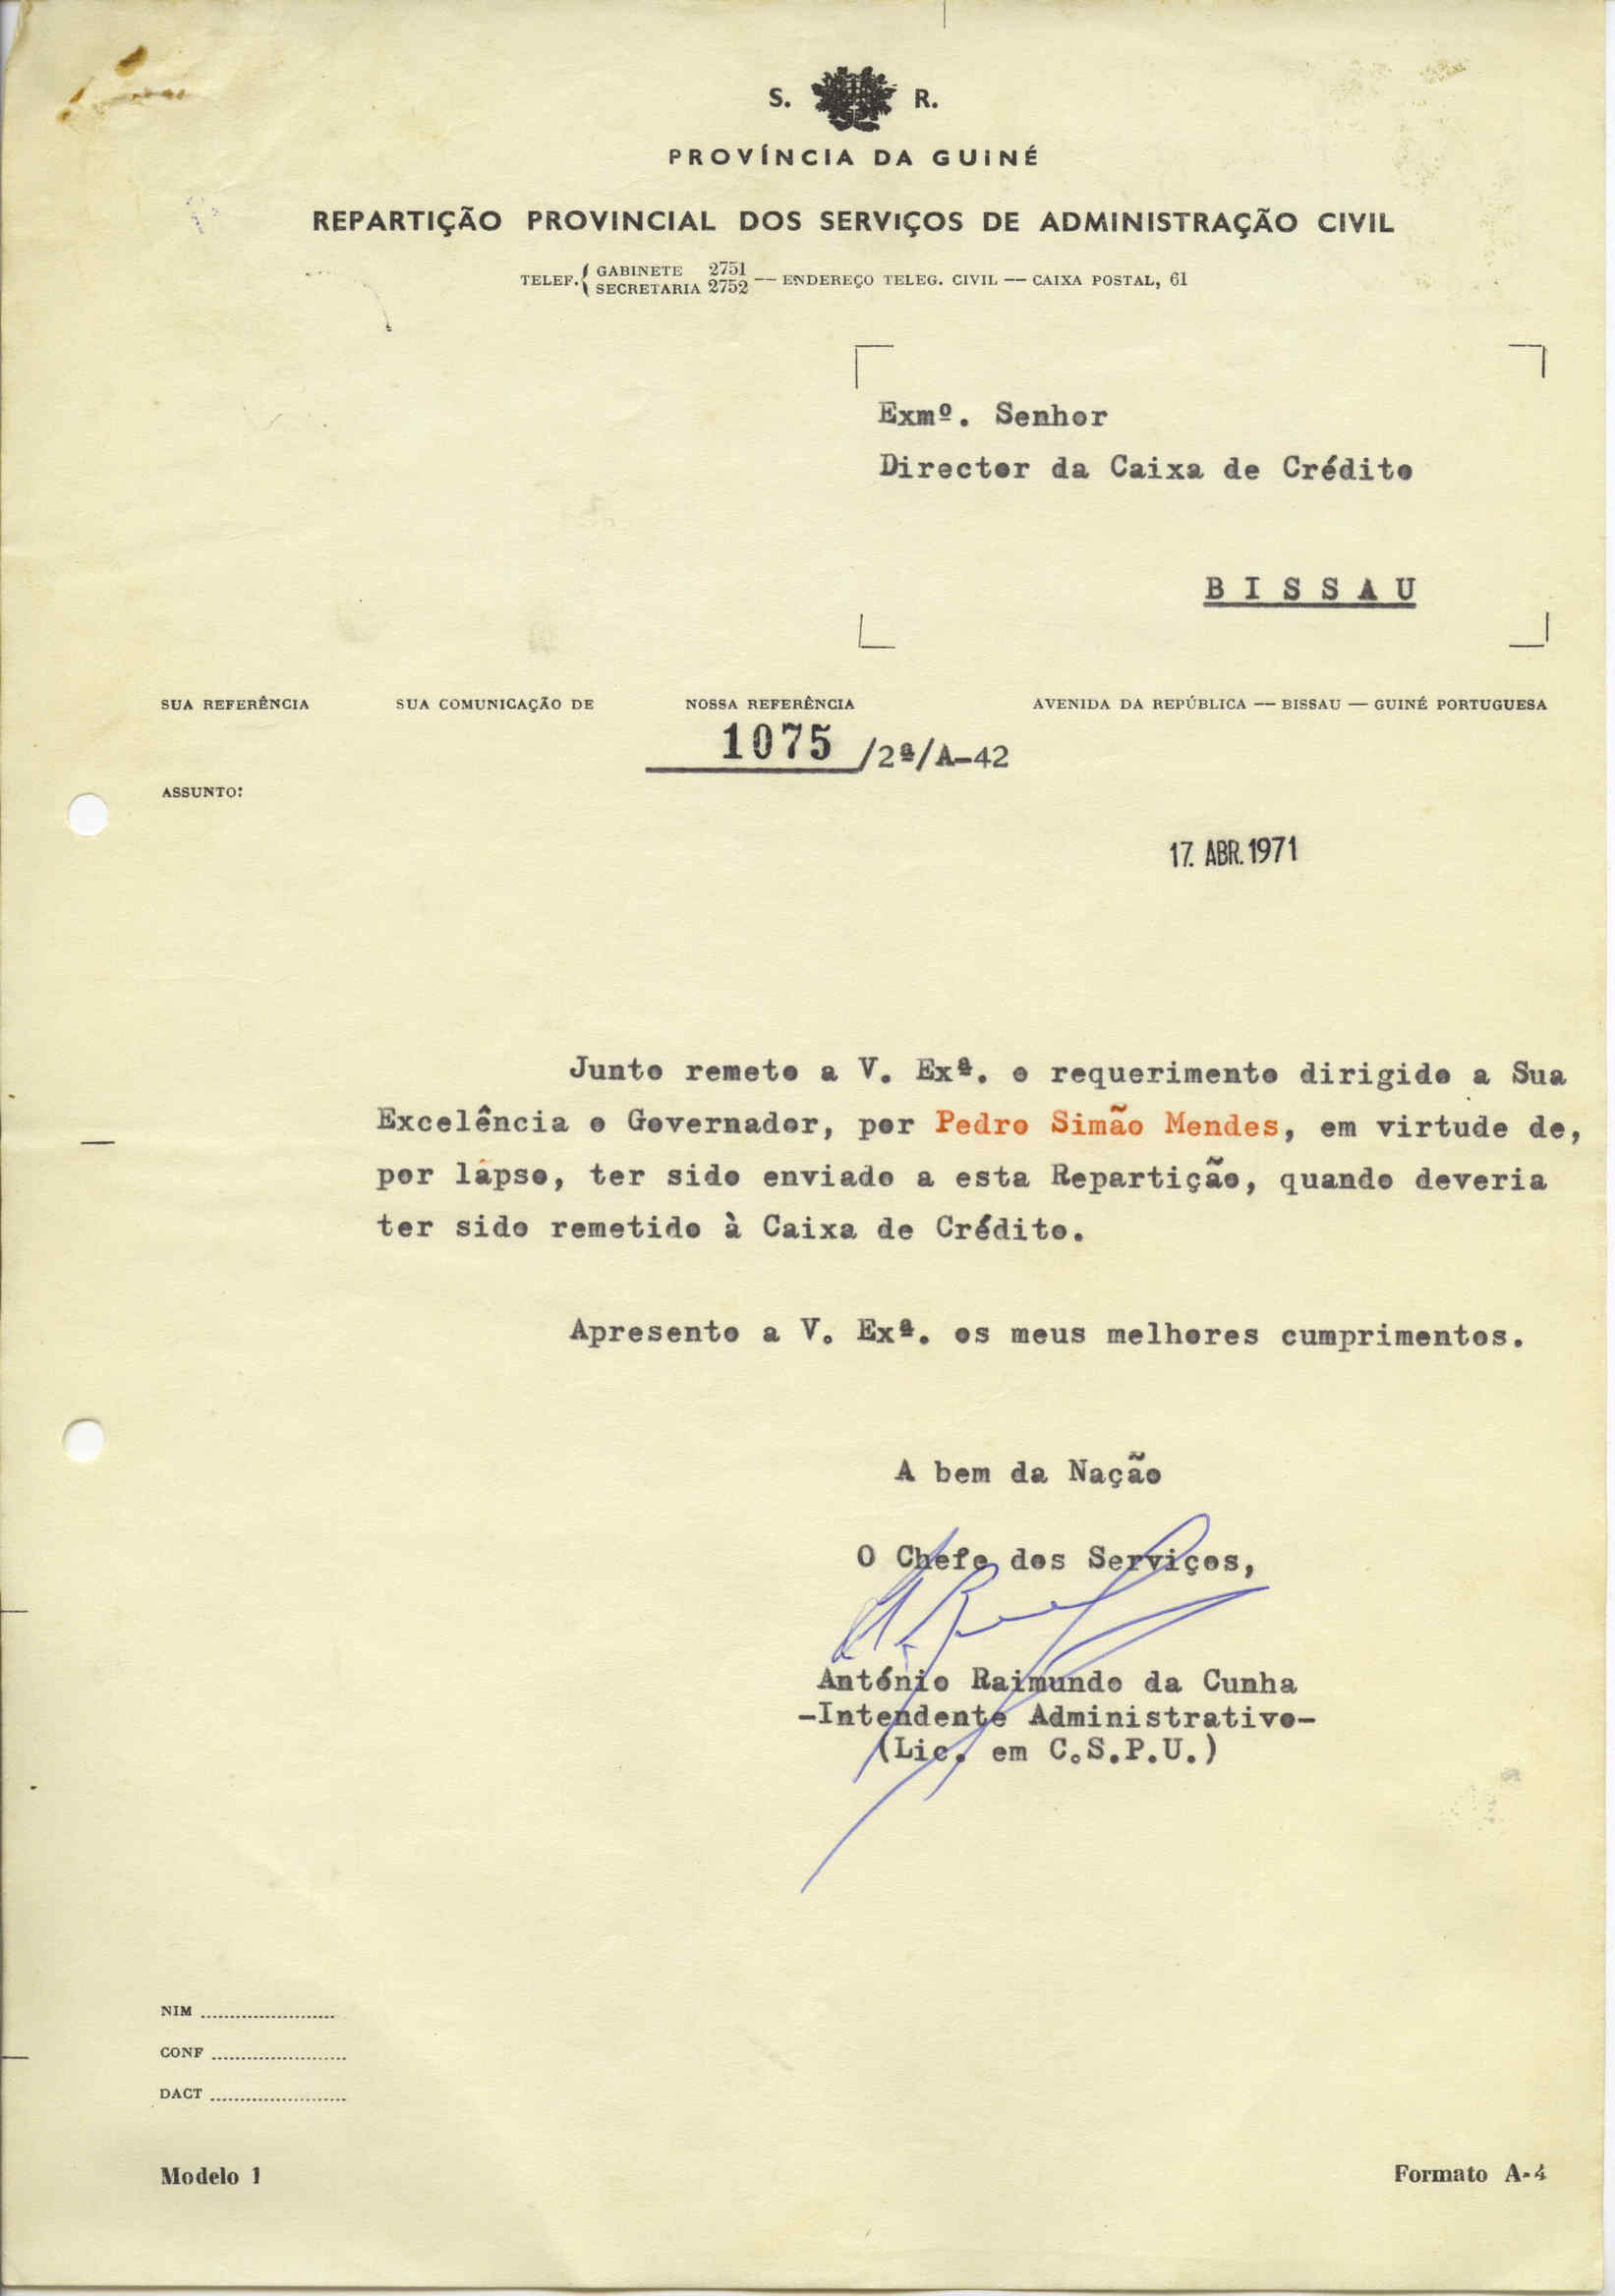 S. R.
PROVÍNCIA DA GUINÉ
REPARTIÇÃO PROVINCIAL DOS SERVIÇOS DE ADMINISTRAÇÃO CIVIL
TELEF. { GABINETE 2751
SECRETARIA 2752 — ENDEREÇO TELEG. CIVIL — CAIXA POSTAL, 61
Exmº. Senhor
Director da Caixa de Crédito
B I S S A U
SUA REFERÊNCIA SUA COMUNICAÇÃO DE NOSSA REFERÊNCIA AVENIDA DA REPÚBLICA — BISSAU — GUINÉ PORTUGUESA
1075 /2ª/A-42
ASSUNTO:
17. ABR. 1971
Junto remeto a V. Exª. o requerimento dirigido a Sua
Excelência o Governador, por Pedro Simão Mendes, em virtude de,
por lápso, ter sido enviado a esta Repartição, quando deveria
ter sido remetido à Caixa de Crédito.
Apresento a V. Exª. os meus melhores cumprimentos.
A bem da Nação
O Chefe dos Serviços,
António Raimundo da Cunha
-Intendente Administrativo-
(Lic. em C.S.P.U.)
NIM ......................
CONF ......................
DACT ......................
Modelo 1 Formato A-4